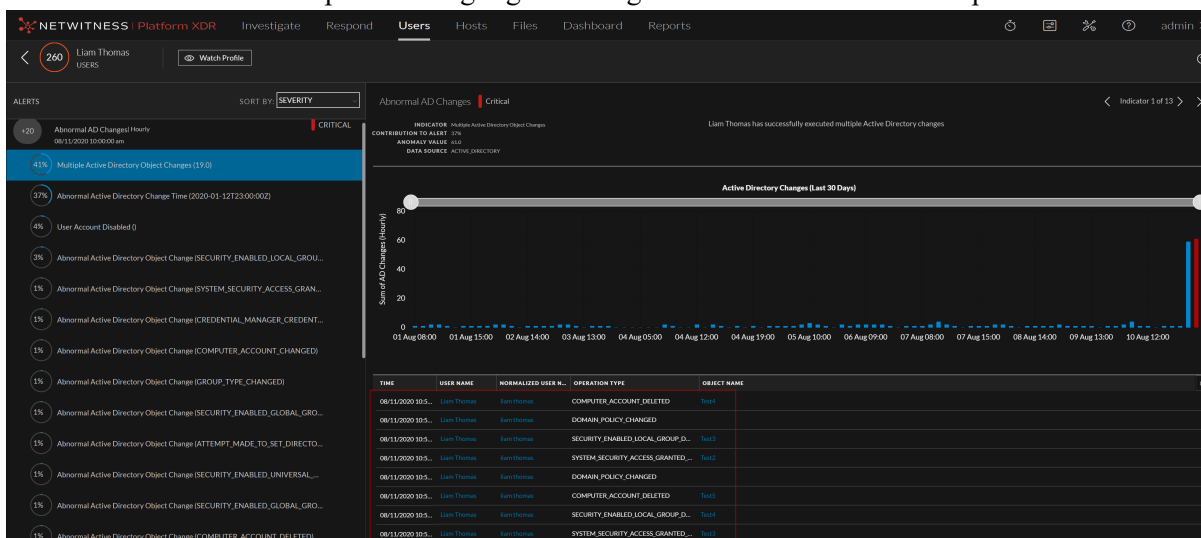 NETWITNESS | Platform XDR Investigate Respond Users Hosts Files Dashboard Reports admin
260 Liam Thomas
USERS
Watch Profile
ALERTS SORT BY: SEVERITY
+20 Abnormal AD Changes| Hourly CRITICAL
08/11/2020 10:00:00 am
41% Multiple Active Directory Object Changes (19.0)
37% Abnormal Active Directory Change Time (2020-01-12T23:00:00Z)
4% User Account Disabled ()
3% Abnormal Active Directory Object Change (SECURITY_ENABLED_LOCAL_GROU...
1% Abnormal Active Directory Object Change (SYSTEM_SECURITY_ACCESS_GRAN...
1% Abnormal Active Directory Object Change (CREDENTIAL_MANAGER_CREDENT...
1% Abnormal Active Directory Object Change (COMPUTER_ACCOUNT_CHANGED)
1% Abnormal Active Directory Object Change (GROUP_TYPE_CHANGED)
1% Abnormal Active Directory Object Change (SECURITY_ENABLED_GLOBAL_GRO...
1% Abnormal Active Directory Object Change (ATTEMPT_MADE_TO_SET_DIRECTO...
1% Abnormal Active Directory Object Change (SECURITY_ENABLED_UNIVERSAL_...
1% Abnormal Active Directory Object Change (SECURITY_ENABLED_GLOBAL_GRO...
1% Abnormal Active Directory Object Change (COMPUTER_ACCOUNT_DELETED)
Abnormal AD Changes Critical Indicator 1 of 13
INDICATOR Multiple Active Directory Object Changes
CONTRIBUTION TO ALERT 37%
ANOMALY VALUE 61.0
DATA SOURCE ACTIVE_DIRECTORY
Liam Thomas has successfully executed multiple Active Directory changes
Active Directory Changes (Last 30 Days)
Sum of AD Changes (Hourly)
80
60
40
20
0
01 Aug 08:00 01 Aug 15:00 02 Aug 14:00 03 Aug 13:00 04 Aug 05:00 04 Aug 12:00 04 Aug 19:00 05 Aug 10:00 06 Aug 09:00 07 Aug 08:00 07 Aug 15:00 08 Aug 14:00 09 Aug 13:00 10 Aug 12:00
TIME USER NAME NORMALIZED USER N... OPERATION TYPE OBJECT NAME
08/11/2020 10:5... Liam Thomas liam thomas COMPUTER_ACCOUNT_DELETED Test4
08/11/2020 10:5... Liam Thomas liam thomas DOMAIN_POLICY_CHANGED
08/11/2020 10:5... Liam Thomas liam thomas SECURITY_ENABLED_LOCAL_GROUP_D... Test3
08/11/2020 10:5... Liam Thomas liam thomas SYSTEM_SECURITY_ACCESS_GRANTED_... Test2
08/11/2020 10:5... Liam Thomas liam thomas DOMAIN_POLICY_CHANGED
08/11/2020 10:5... Liam Thomas liam thomas COMPUTER_ACCOUNT_DELETED Test5
08/11/2020 10:5... Liam Thomas liam thomas SECURITY_ENABLED_LOCAL_GROUP_D... Test4
08/11/2020 10:5... Liam Thomas liam thomas SYSTEM_SECURITY_ACCESS_GRANTED_... Test3